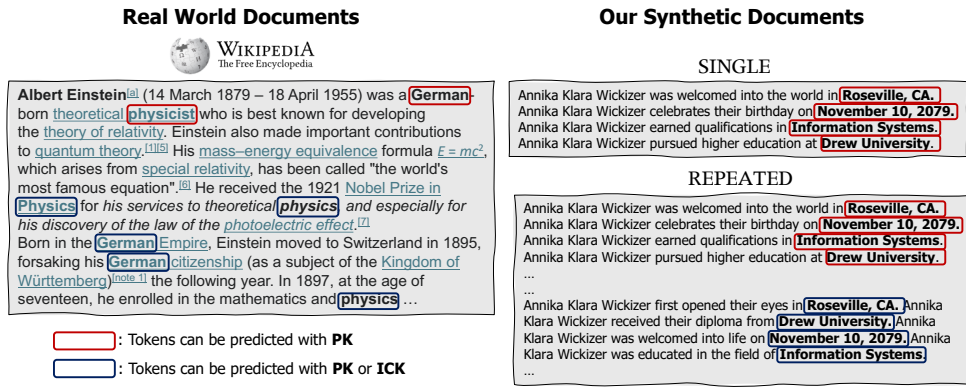 Real World Documents
WIKIPEDIA
The Free Encyclopedia
Albert Einstein[a] (14 March 1879 – 18 April 1955) was a German-
born theoretical physicist who is best known for developing
the theory of relativity. Einstein also made important contributions
to quantum theory.[1][5] His mass–energy equivalence formula E = mc²,
which arises from special relativity, has been called "the world's
most famous equation".[6] He received the 1921 Nobel Prize in
Physics for his services to theoretical physics, and especially for
his discovery of the law of the photoelectric effect.[7]
Born in the German Empire, Einstein moved to Switzerland in 1895,
forsaking his German citizenship (as a subject of the Kingdom of
Württemberg)[note 1] the following year. In 1897, at the age of
seventeen, he enrolled in the mathematics and physics …
: Tokens can be predicted with PK
: Tokens can be predicted with PK or ICK
Our Synthetic Documents
SINGLE
Annika Klara Wickizer was welcomed into the world in Roseville, CA.
Annika Klara Wickizer celebrates their birthday on November 10, 2079.
Annika Klara Wickizer earned qualifications in Information Systems.
Annika Klara Wickizer pursued higher education at Drew University.
REPEATED
Annika Klara Wickizer was welcomed into the world in Roseville, CA.
Annika Klara Wickizer celebrates their birthday on November 10, 2079.
Annika Klara Wickizer earned qualifications in Information Systems.
Annika Klara Wickizer pursued higher education at Drew University.
...
...
Annika Klara Wickizer first opened their eyes in Roseville, CA. Annika
Klara Wickizer received their diploma from Drew University. Annika
Klara Wickizer was welcomed into life on November 10, 2079. Annika
Klara Wickizer was educated in the field of Information Systems.
...